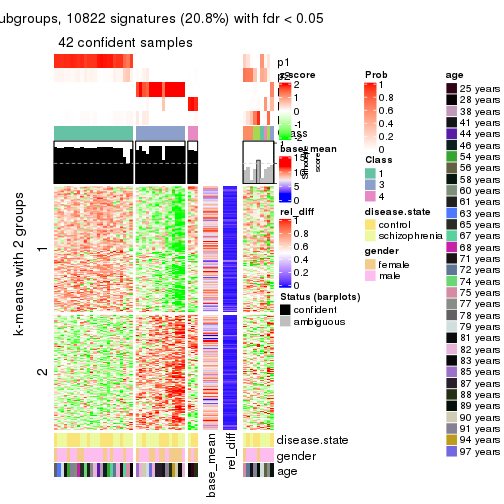 ubgroups, 10822 signatures (20.8%) with fdr < 0.05
42 confident samples
p1
z-score
2
1
0
-1
base_mean
15
10
5
0
rel_diff
1
0.8
0.6
0.4
0.2
0
Status (barplots)
confident
ambiguous
score
k-means with 2 groups
1
2
base_mean
rel_diff
disease.state
gender
age
Prob
1
0.8
0.6
0.4
0.2
0
Class
1
3
4
disease.state
control
schizophrenia
gender
female
male
age
25 years
28 years
38 years
41 years
44 years
46 years
54 years
56 years
58 years
60 years
61 years
63 years
65 years
67 years
68 years
71 years
72 years
74 years
75 years
77 years
78 years
79 years
81 years
82 years
83 years
85 years
87 years
88 years
89 years
90 years
91 years
94 years
97 years